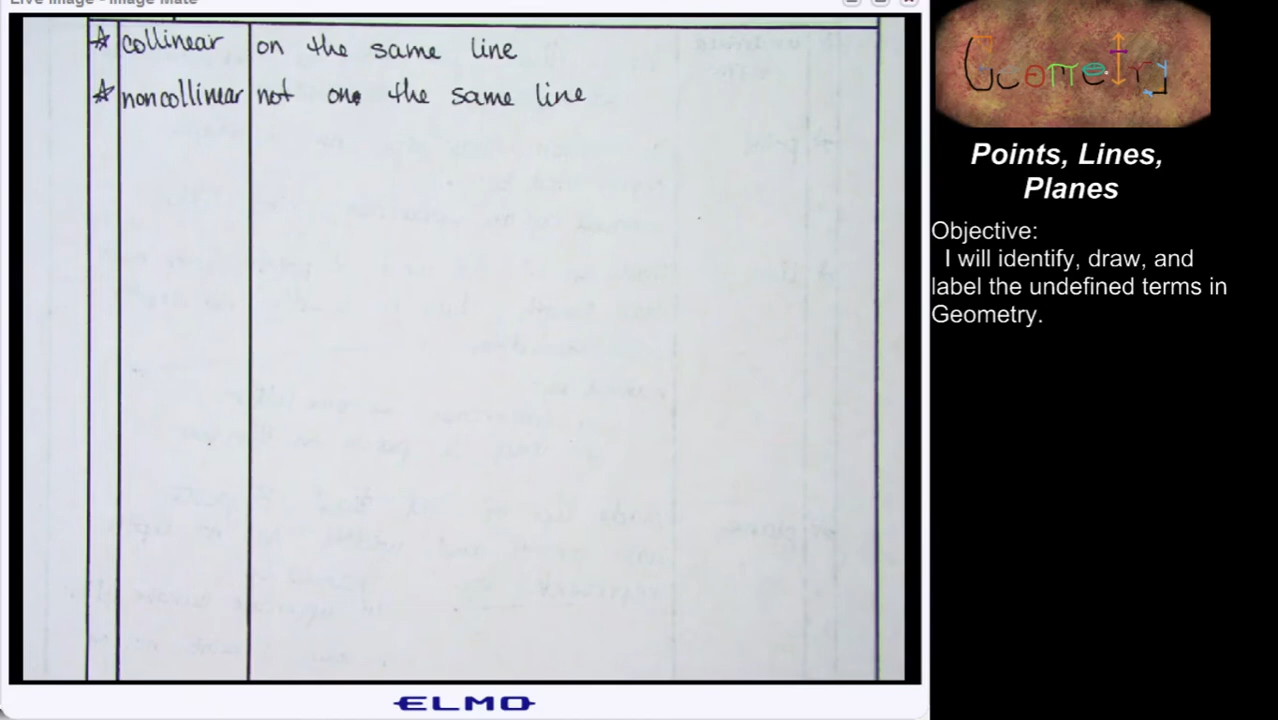 Live Image - Image Mate
☆ collinear on the same line
☆ noncollinear not one the same line
ELMO
Geometry
Points, Lines,
Planes
Objective:
I will identify, draw, and
label the undefined terms in
Geometry.